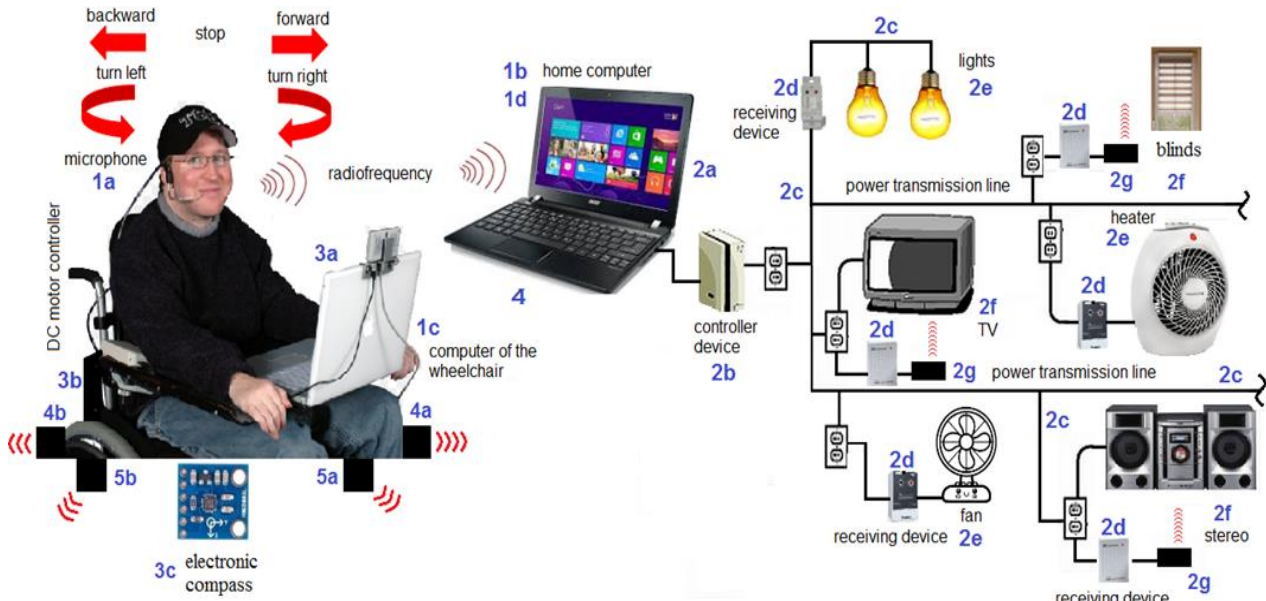 backward
stop
forward
turn left
turn right
microphone
1a
radiofrequency
DC motor controller
3a
1c
computer of the
wheelchair
3b
4b
4a
5b
5a
3c
electronic
compass
1b
home computer
1d
2a
4
controller
device
2b
2c
2d
receiving
device
lights
2e
2c
power transmission line
2d
2g
blinds
2f
heater
2e
2d
2f
TV
2d
2g
power transmission line
2c
2d
receiving device
fan
2e
2c
2d
2f
stereo
2g
receiving device